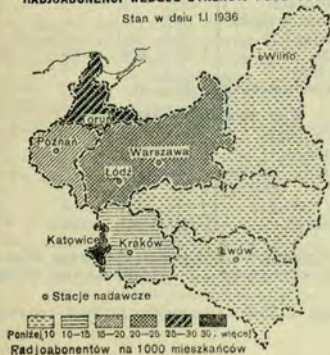 Stan w dniu 1.I 1936
Wilno
Toruń
Poznań
Warszawa
Łódź
Katowice
Kraków
Lwów
Stacje nadawcze
Poniżej 10 10–15 15–20 20–25 25–30 30 i więcej
Radjoabonentów na 1000 mieszkańców